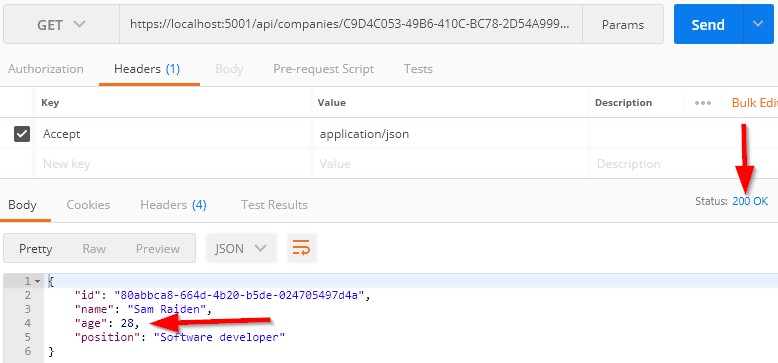 GET https://localhost:5001/api/companies/C9D4C053-49B6-410C-BC78-2D54A999... Params Send
Authorization Headers (1) Body Pre-request Script Tests
Key Value Description ••• Bulk Edi
Accept application/json
New key Value Description
Body Cookies Headers (4) Test Results Status: 200 OK
Pretty Raw Preview JSON
1 {
2 "id": "80abbca8-664d-4b20-b5de-024705497d4a",
3 "name": "Sam Raiden",
4 "age": 28,
5 "position": "Software developer"
6 }